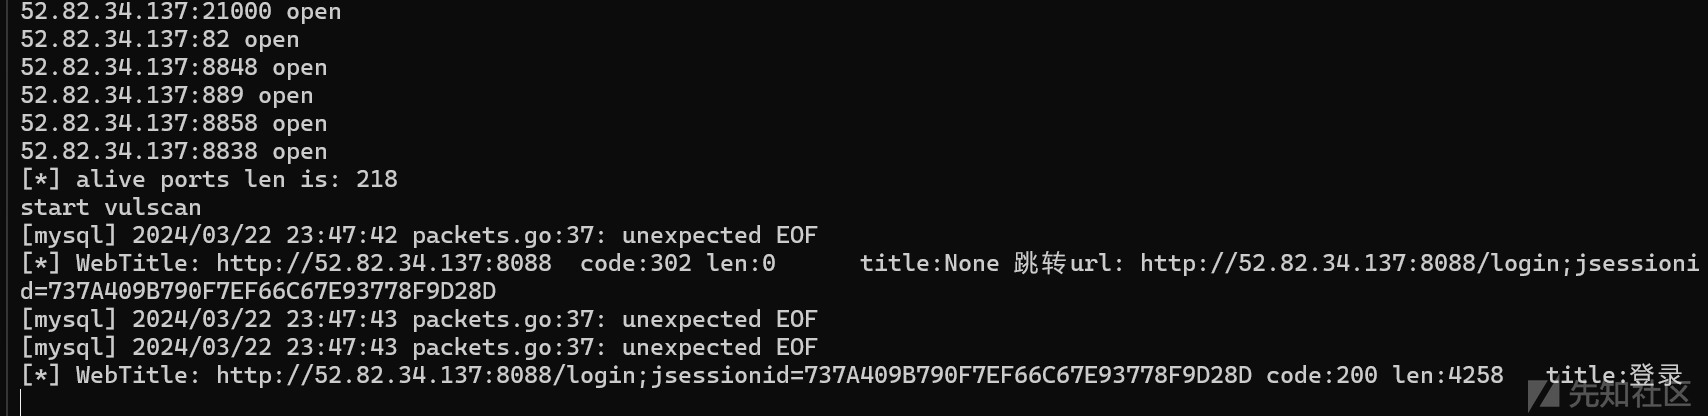 52.82.34.137:21000 open
52.82.34.137:82 open
52.82.34.137:8848 open
52.82.34.137:889 open
52.82.34.137:8858 open
52.82.34.137:8838 open
[*] alive ports len is: 218
start vulscan
[mysql] 2024/03/22 23:47:42 packets.go:37: unexpected EOF
[*] WebTitle: http://52.82.34.137:8088  code:302 len:0      title:None 跳转url: http://52.82.34.137:8088/login;jsessioni
d=737A409B790F7EF66C67E93778F9D28D
[mysql] 2024/03/22 23:47:43 packets.go:37: unexpected EOF
[mysql] 2024/03/22 23:47:43 packets.go:37: unexpected EOF
[*] WebTitle: http://52.82.34.137:8088/login;jsessionid=737A409B790F7EF66C67E93778F9D28D code:200 len:4258   title:登录
先知社区